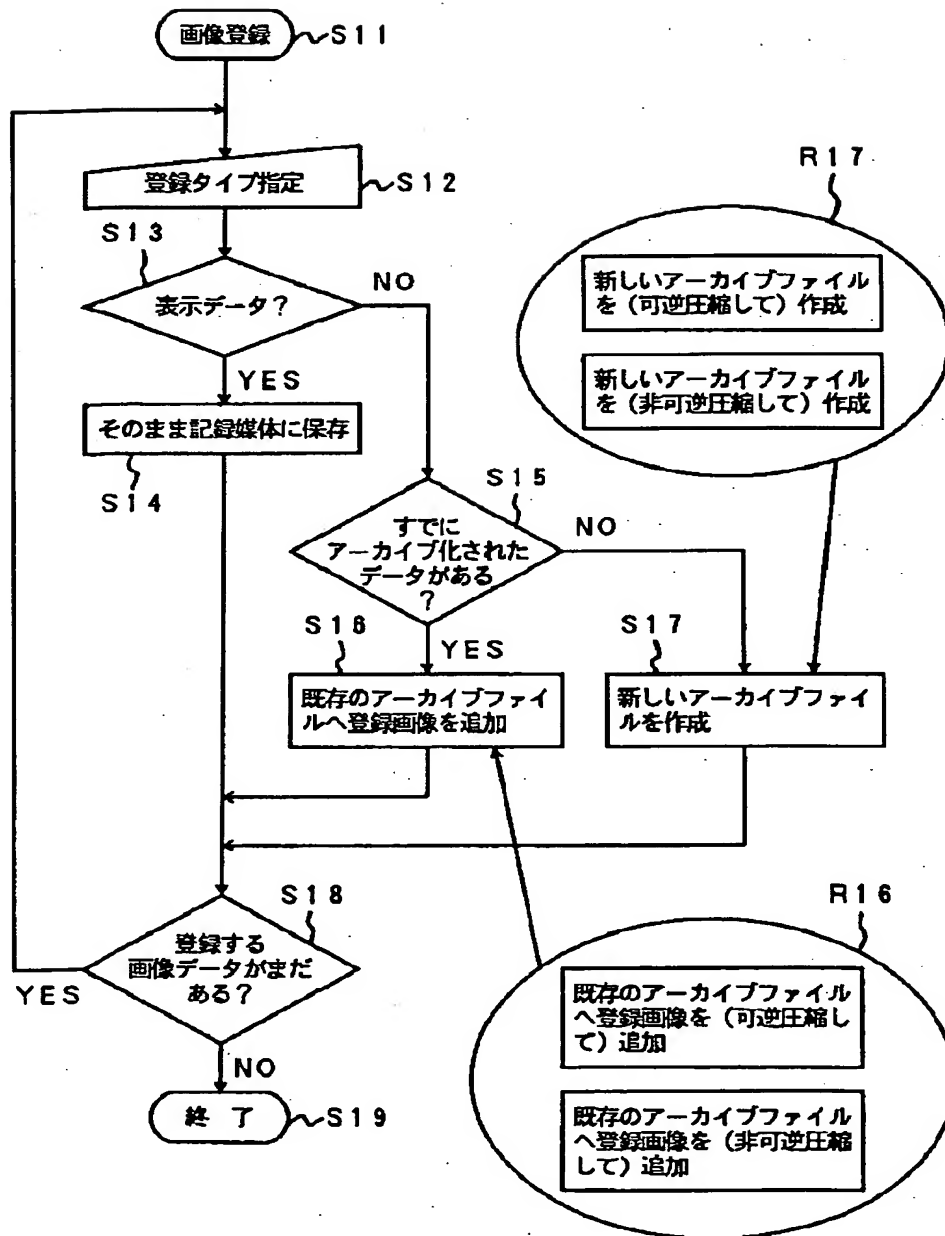 画像登録
S11
登録タイプ指定
S12
S13
表示データ?
NO
YES
そのまま記録媒体に保存
S14
S15
すでに
アーカイブ化された
データがある
?
NO
YES
S16
既存のアーカイブファイ
ルへ登録画像を追加
S17
新しいアーカイブファイ
ルを作成
R17
新しいアーカイブファイル
を(可逆圧縮して)作成
新しいアーカイブファイル
を(非可逆圧縮して)作成
S18
登録する
画像データがまだ
ある?
YES
NO
終 了
S19
R16
既存のアーカイブファイル
へ登録画像を(可逆圧縮し
て)追加
既存のアーカイブファイル
へ登録画像を(非可逆圧縮
して)追加